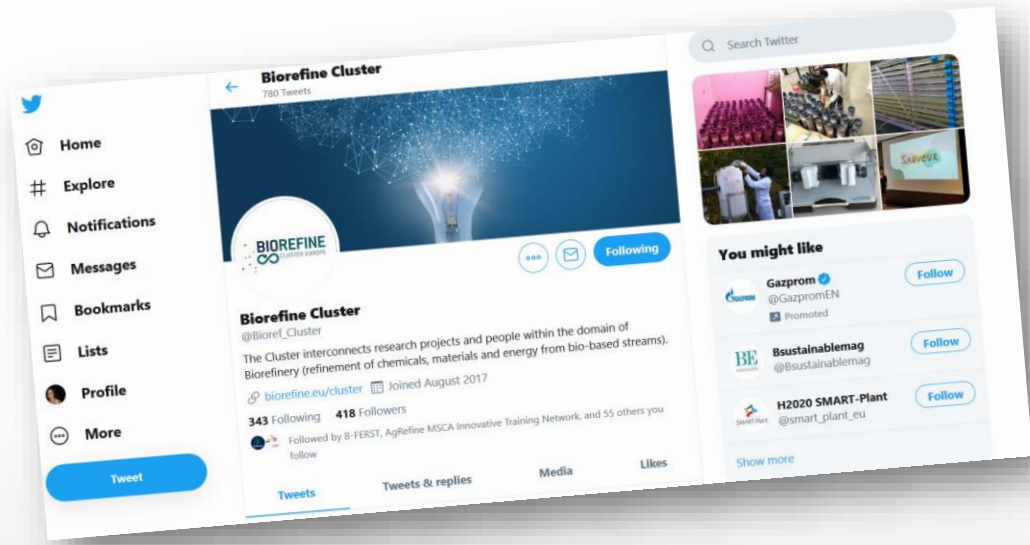 Home
Explore
Notifications
Messages
Bookmarks
Lists
Profile
More
Tweet
Biorefine Cluster
780 Tweets
BIOREFINE
CLUSTER EUROPE
Following
Biorefine Cluster
@Bioref_Cluster
The Cluster interconnects research projects and people within the domain of
Biorefinery (refinement of chemicals, materials and energy from bio-based streams).
biorefine.eu/cluster Joined August 2017
343 Following 418 Followers
Followed by B-FERST, AgRefine MSCA Innovative Training Network, and 55 others you
follow
Tweets Tweets & replies Media Likes
Search Twitter
SAUVEUR
You might like
GAZPROM
Gazprom
@GazpromEN
Promoted
Follow
BE
Bsustainablemag
@Bsustainablemag
Follow
SMART-Plant
H2020 SMART-Plant
@smart_plant_eu
Follow
Show more